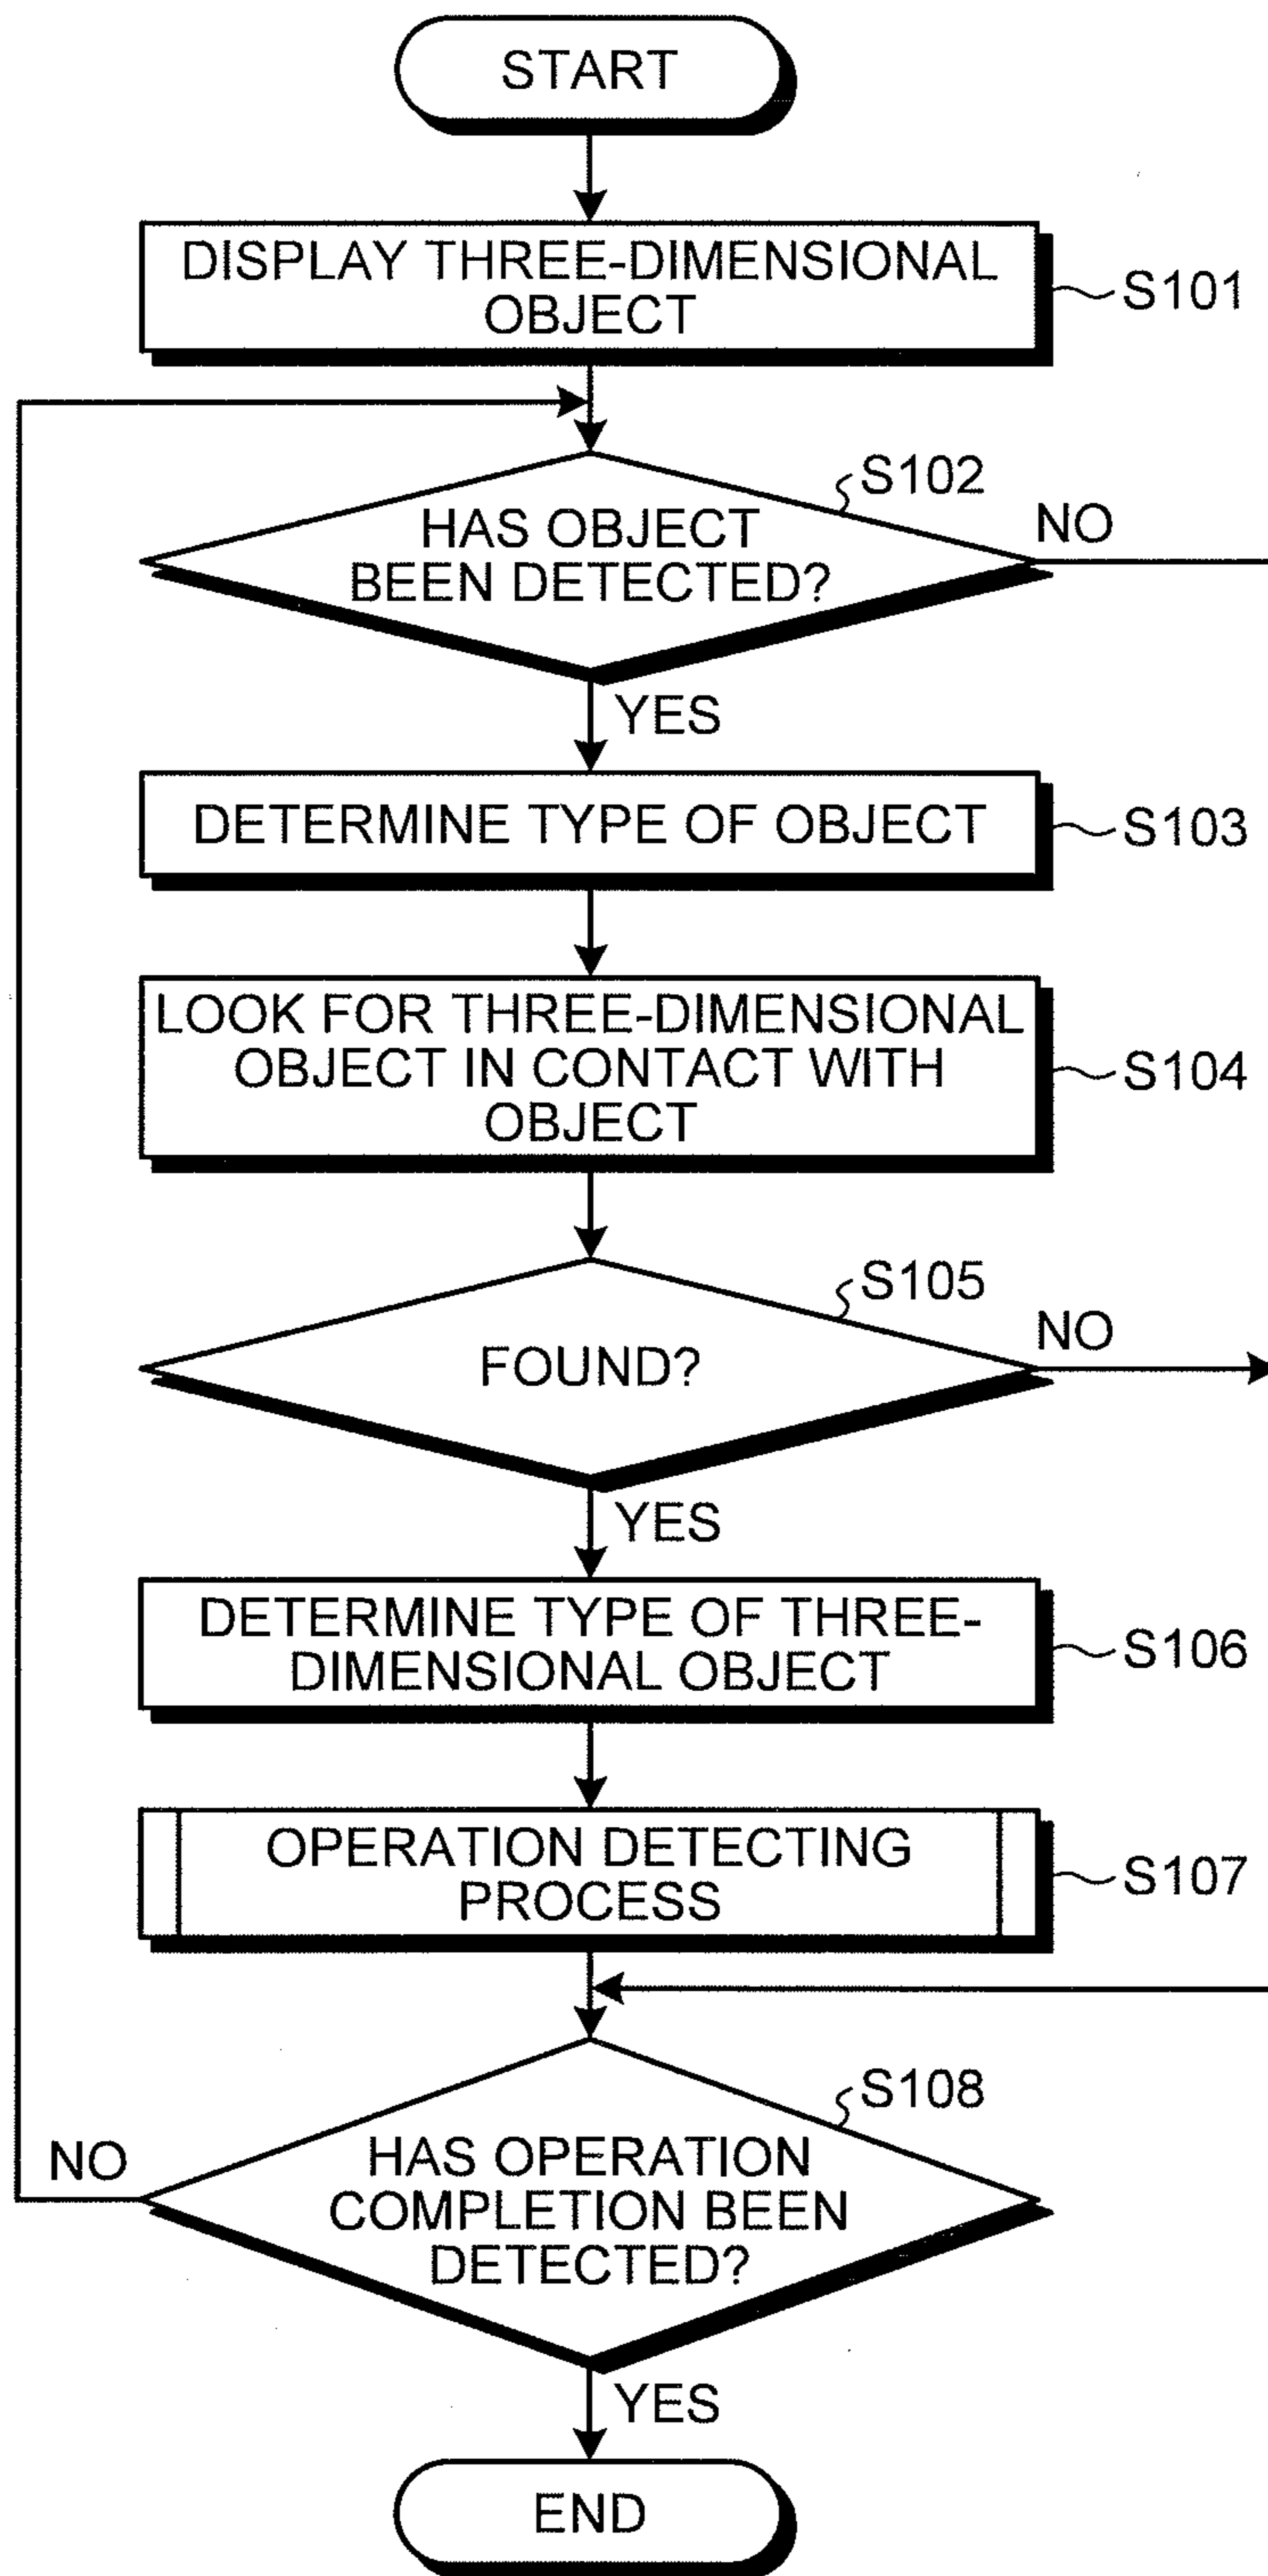 START
DISPLAY THREE-DIMENSIONAL
OBJECT
S101
S102
HAS OBJECT
BEEN DETECTED?
NO
YES
DETERMINE TYPE OF OBJECT
S103
LOOK FOR THREE-DIMENSIONAL
OBJECT IN CONTACT WITH
OBJECT
S104
S105
FOUND?
NO
YES
DETERMINE TYPE OF THREE-
DIMENSIONAL OBJECT
S106
OPERATION DETECTING
PROCESS
S107
S108
HAS OPERATION
COMPLETION BEEN
DETECTED?
NO
YES
END